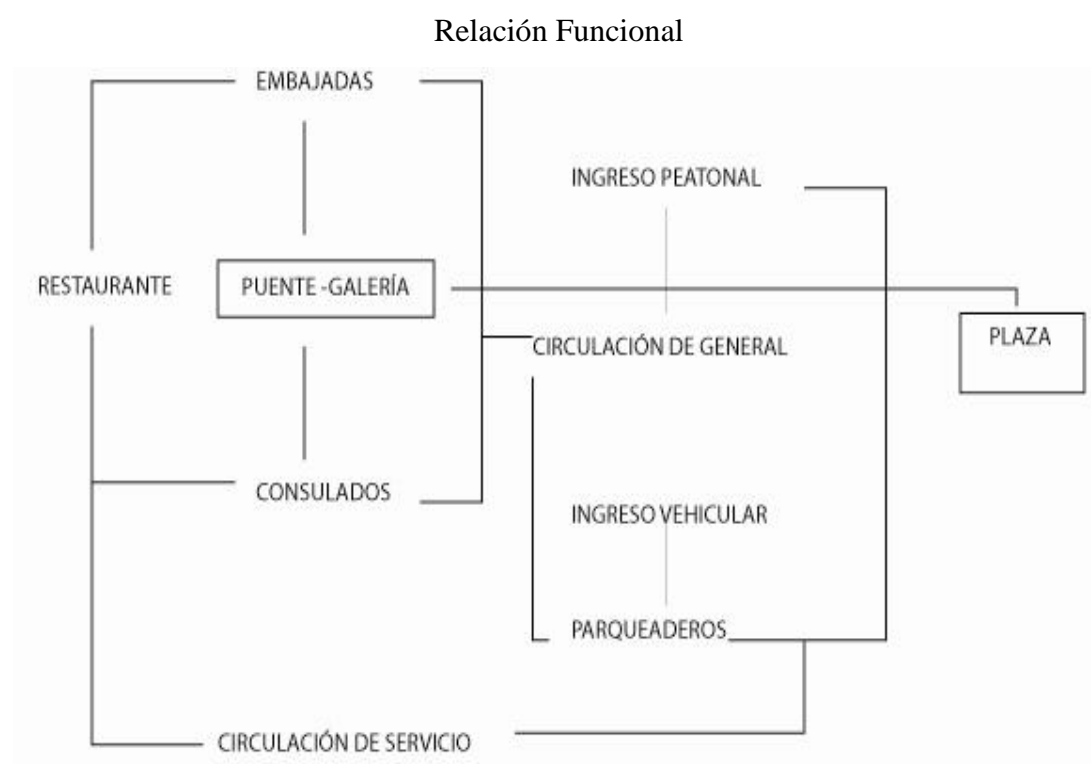 Relación Funcional
EMBAJADAS
INGRESO PEATONAL
RESTAURANTE
PUENTE -GALERÍA
PLAZA
CIRCULACIÓN DE GENERAL
CONSULADOS
INGRESO VEHICULAR
PARQUEADEROS
CIRCULACIÓN DE SERVICIO